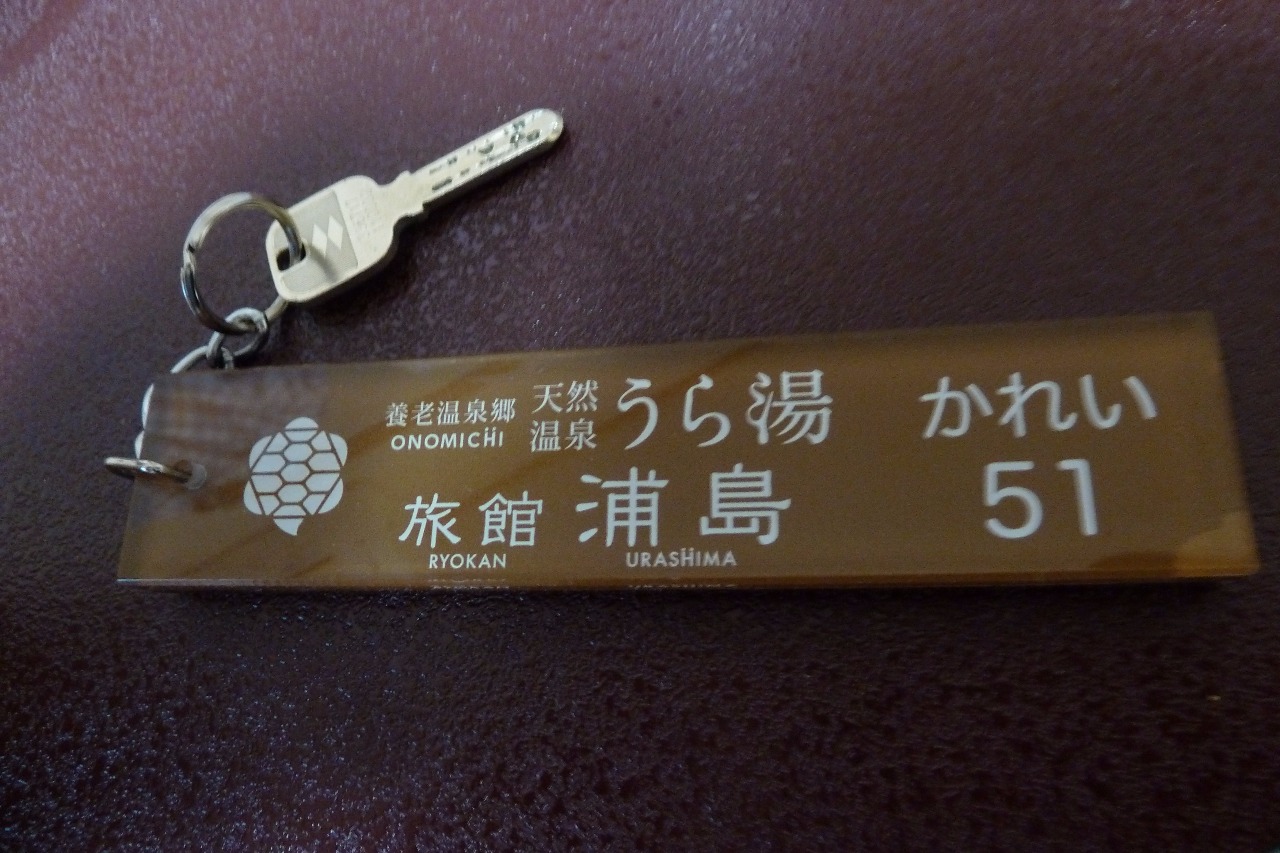 養老温泉郷
ONOMICHI
天然
温泉
うら湯
旅館 浦島
RYOKAN URASHIMA
かれい
51